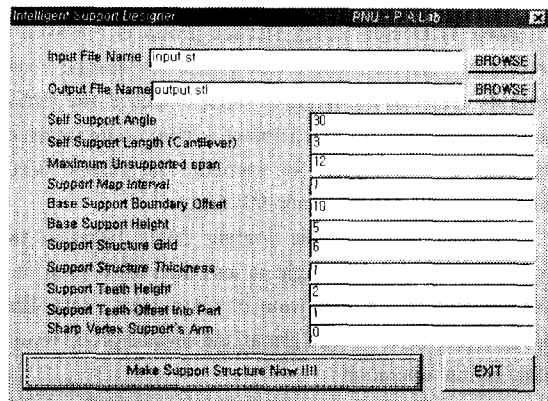 Intelligent Support Designer PNU - P.A Lab
Input File Name input st
BROWSE
Output File Name output stl
BROWSE
Self Support Angle 30
Self Support Length (Cantilever) 3
Maximum Unsupported span 12
Support Map Interval 1
Base Support Boundary Offset 10
Base Support Height 5
Support Structure Grid 6
Support Structure Thickness 1
Support Teeth Height 2
Support Teeth Offset Into Part 1
Sharp Vertex Support's Arm 0
Make Support Structure Now !!!!
EXIT